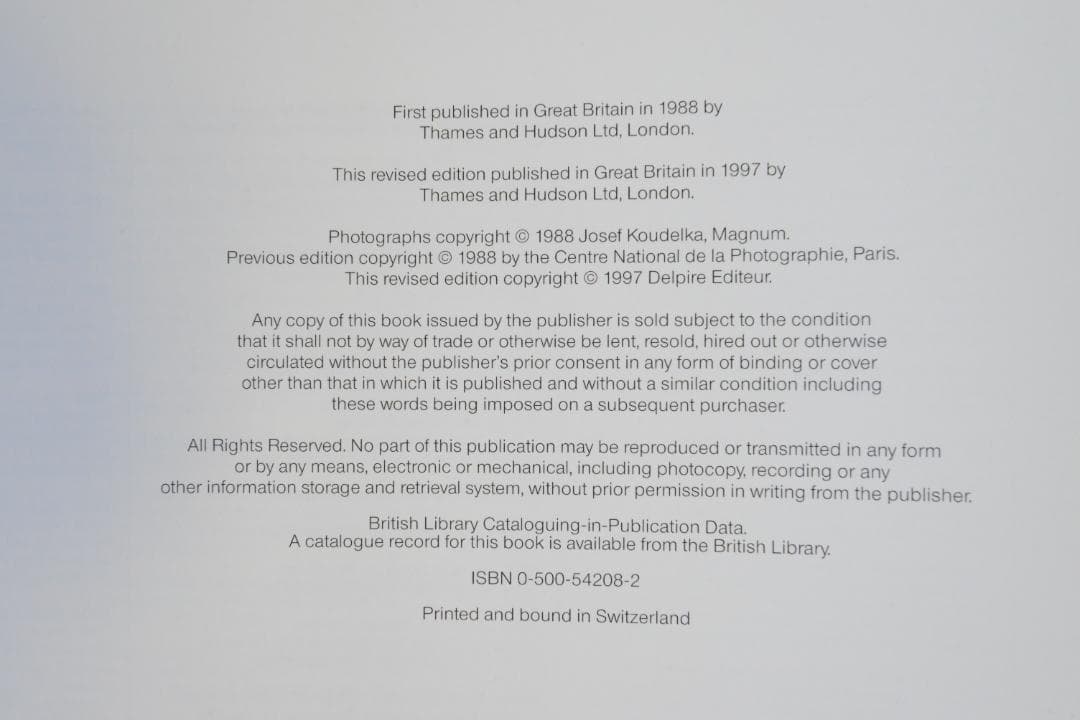 First published in Great Britain in 1988 by
Thames and Hudson Ltd, London.
This revised edition published in Great Britain in 1997 by
Thames and Hudson Ltd, London.
Photographs copyright © 1988 Josef Koudelka, Magnum.
Previous edition copyright © 1988 by the Centre National de la Photographie, Paris.
This revised edition copyright © 1997 Delpire Editeur.
Any copy of this book issued by the publisher is sold subject to the condition
that it shall not by way of trade or otherwise be lent, resold, hired out or otherwise
circulated without the publisher's prior consent in any form of binding or cover
other than that in which it is published and without a similar condition including
these words being imposed on a subsequent purchaser.
All Rights Reserved. No part of this publication may be reproduced or transmitted in any form
or by any means, electronic or mechanical, including photocopy, recording or any
other information storage and retrieval system, without prior permission in writing from the publisher.
British Library Cataloguing-in-Publication Data.
A catalogue record for this book is available from the British Library.
ISBN 0-500-54208-2
Printed and bound in Switzerland